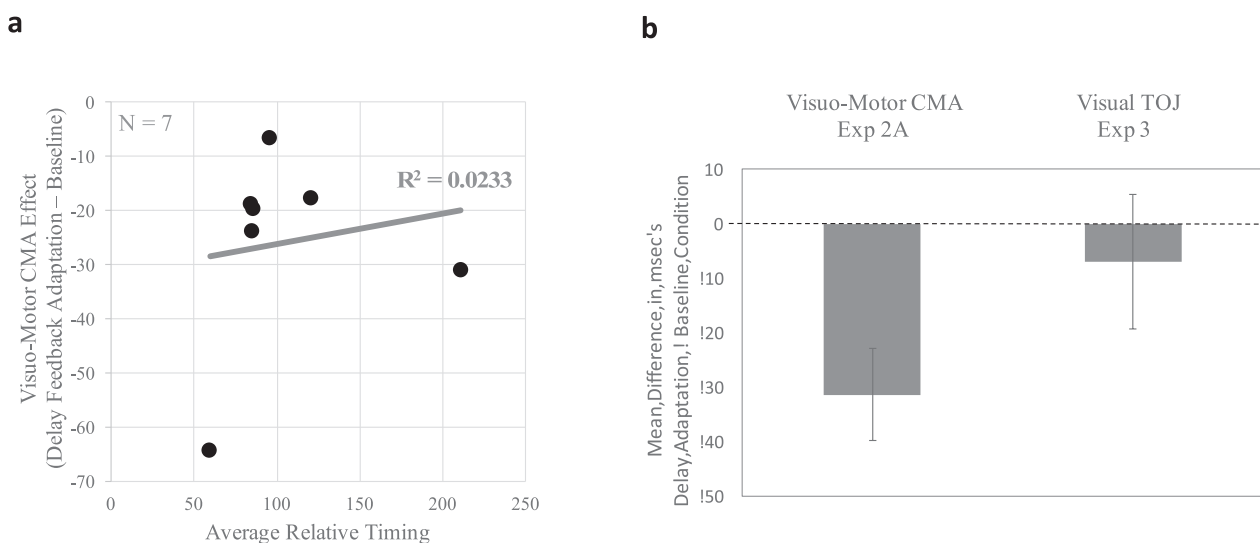 a
N = 7
R² = 0.0233
Visuo-Motor CMA Effect
(Delay Feedback Adaptation – Baseline)
0
-10
-20
-30
-40
-50
-60
-70
0 50 100 150 200 250
Average Relative Timing
b
Visuo-Motor CMA Visual TOJ
Exp 2A Exp 3
Mean,Difference,in,msec's
Delay,Adaptation,! Baseline,Condition
10
0
!10
!20
!30
!40
!50